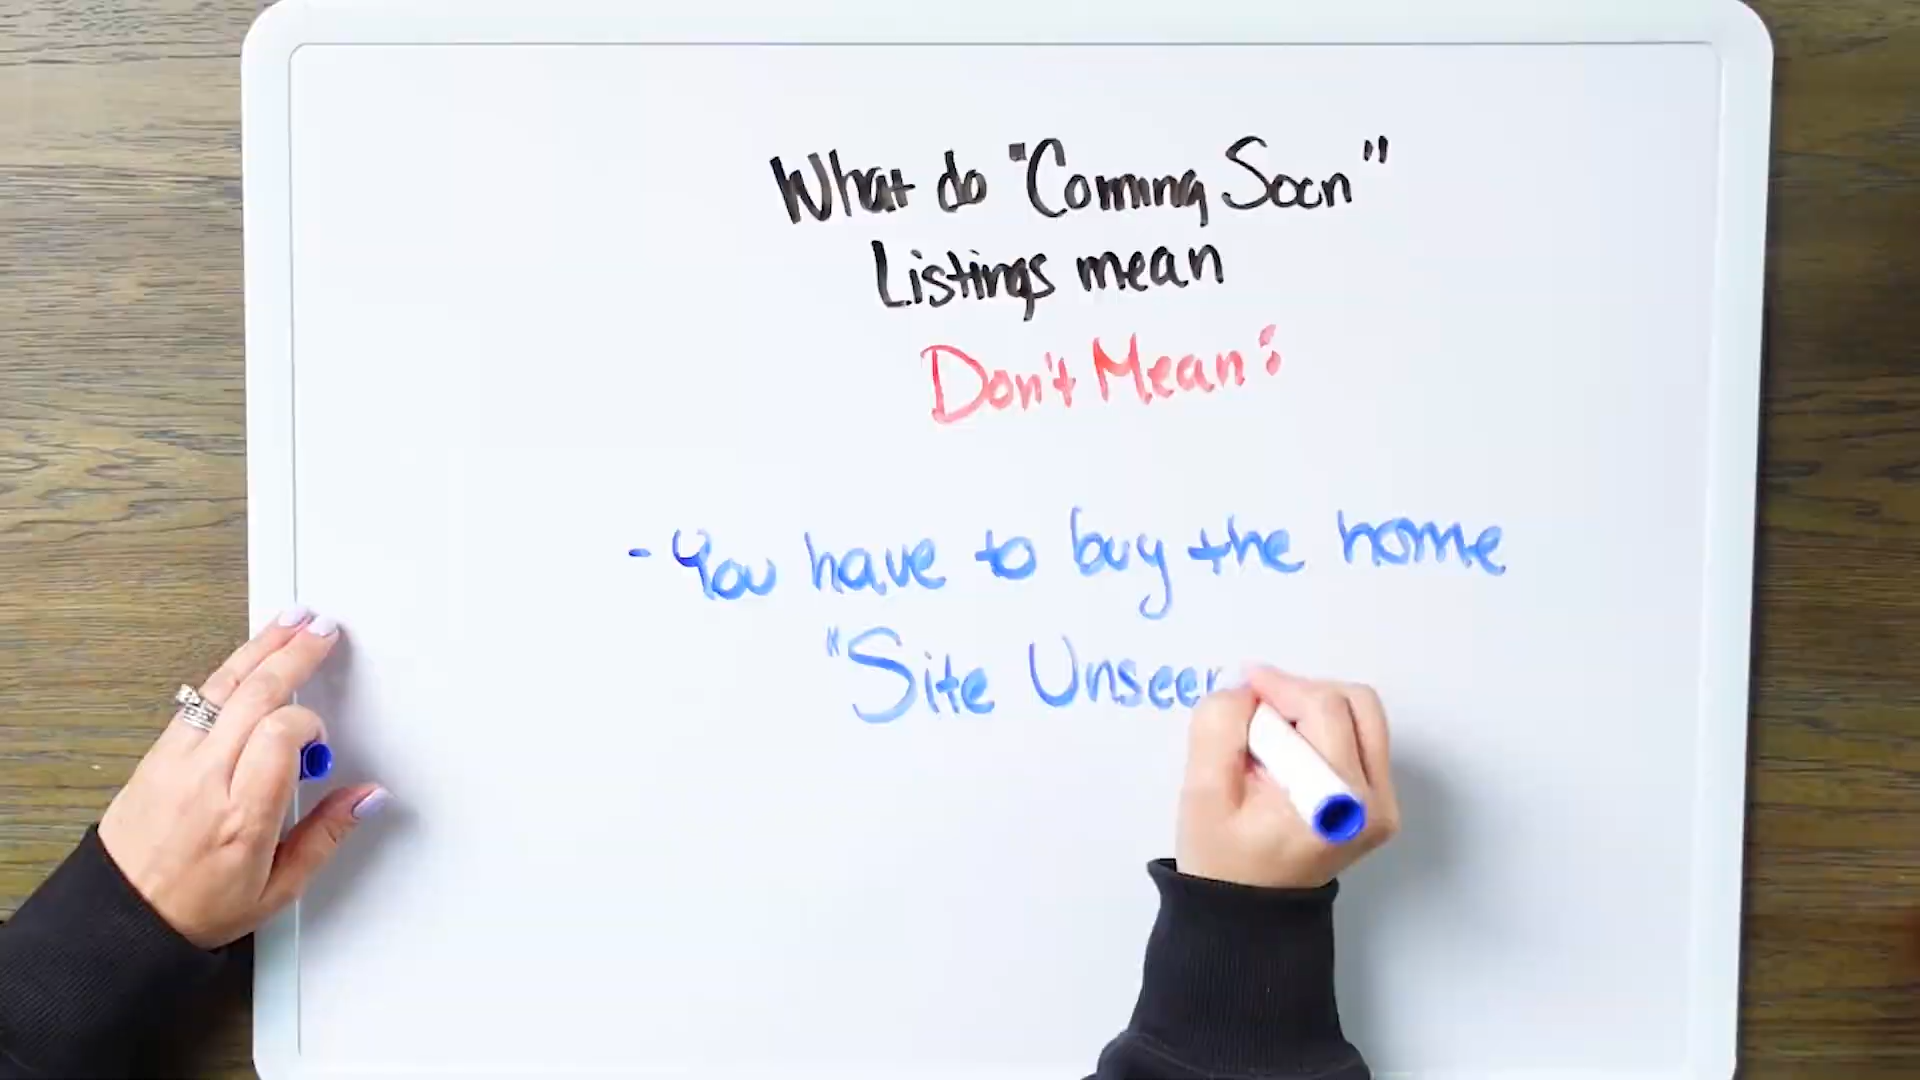 What do "Coming Soon"
Listings mean
Don't Mean:
- You have to buy the home
"Site Unseen